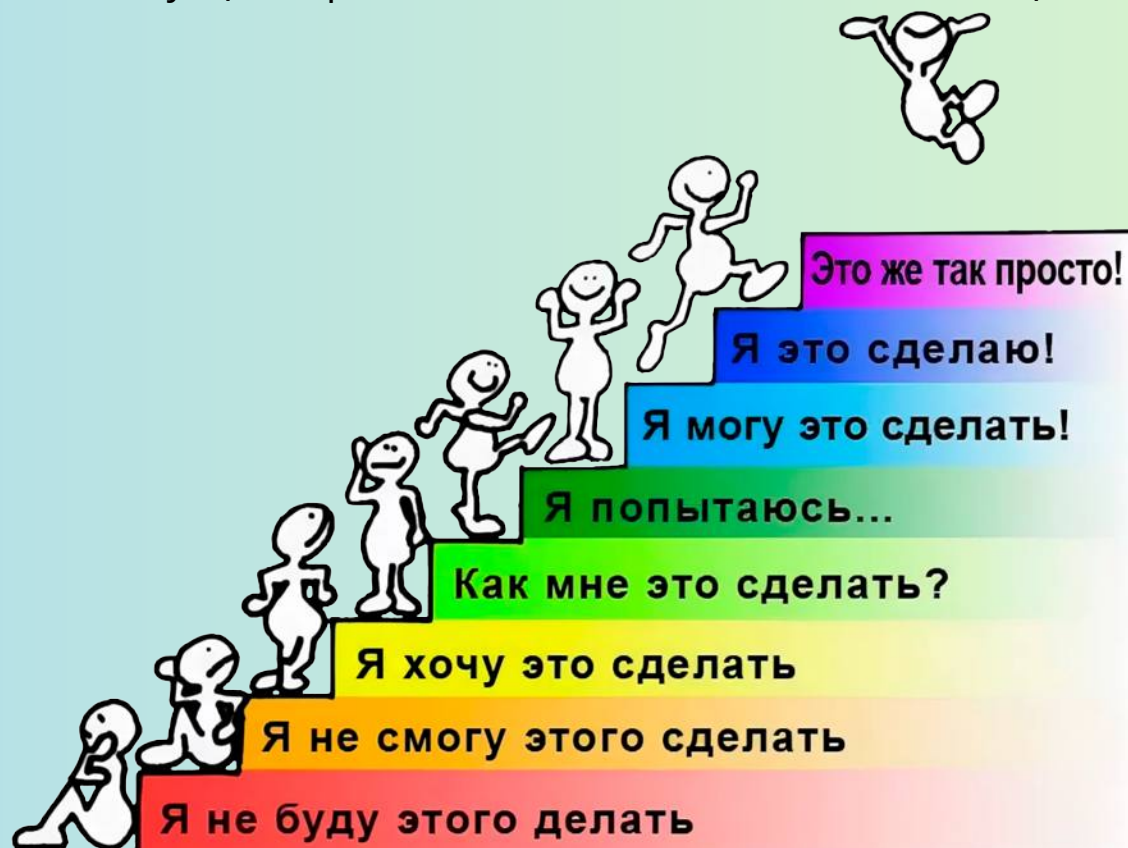 Это же так просто!
Я это сделаю!
Я могу это сделать!
Я попытаюсь...
Как мне это сделать?
Я хочу это сделать
Я не смогу этого сделать
Я не буду этого делать